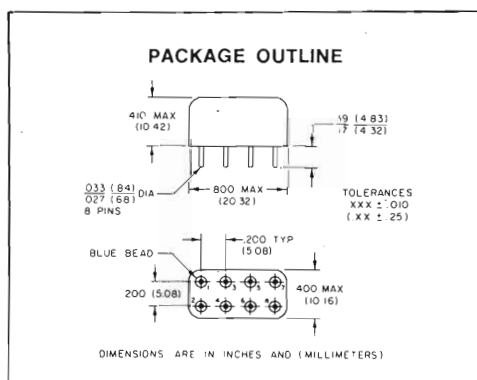 PACKAGE OUTLINE
410 MAX
(10 42)
19 (4 83)
17 (4 32)
.033 (.84) DIA
.027 (.68)
8 PINS
800 MAX
(20 32)
TOLERANCES
XXX ± .010
(.XX ± .25)
BLUE BEAD
.200 TYP
(5.08)
200 (5.08)
400 MAX
(10.16)
1 3 5 7
2 4 6 8
DIMENSIONS ARE IN INCHES AND (MILLIMETERS)